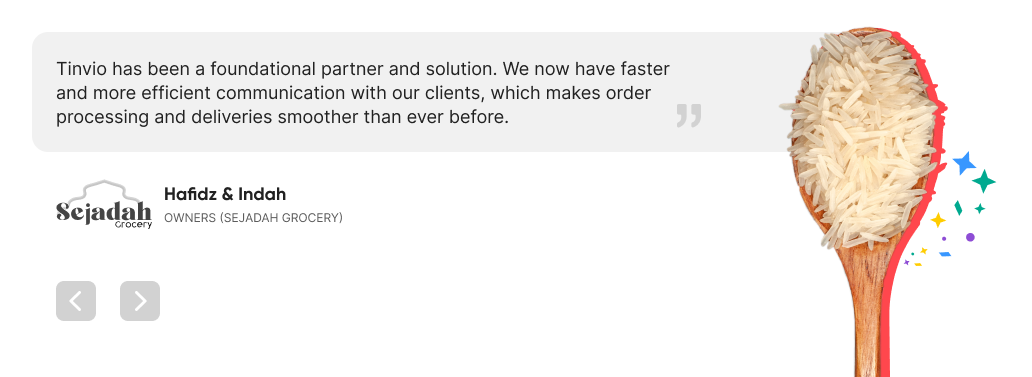 Tinvio has been a foundational partner and solution. We now have faster
and more efficient communication with our clients, which makes order
processing and deliveries smoother than ever before.
”
Sejadah
Grocery
Hafidz & Indah
OWNERS (SEJADAH GROCERY)